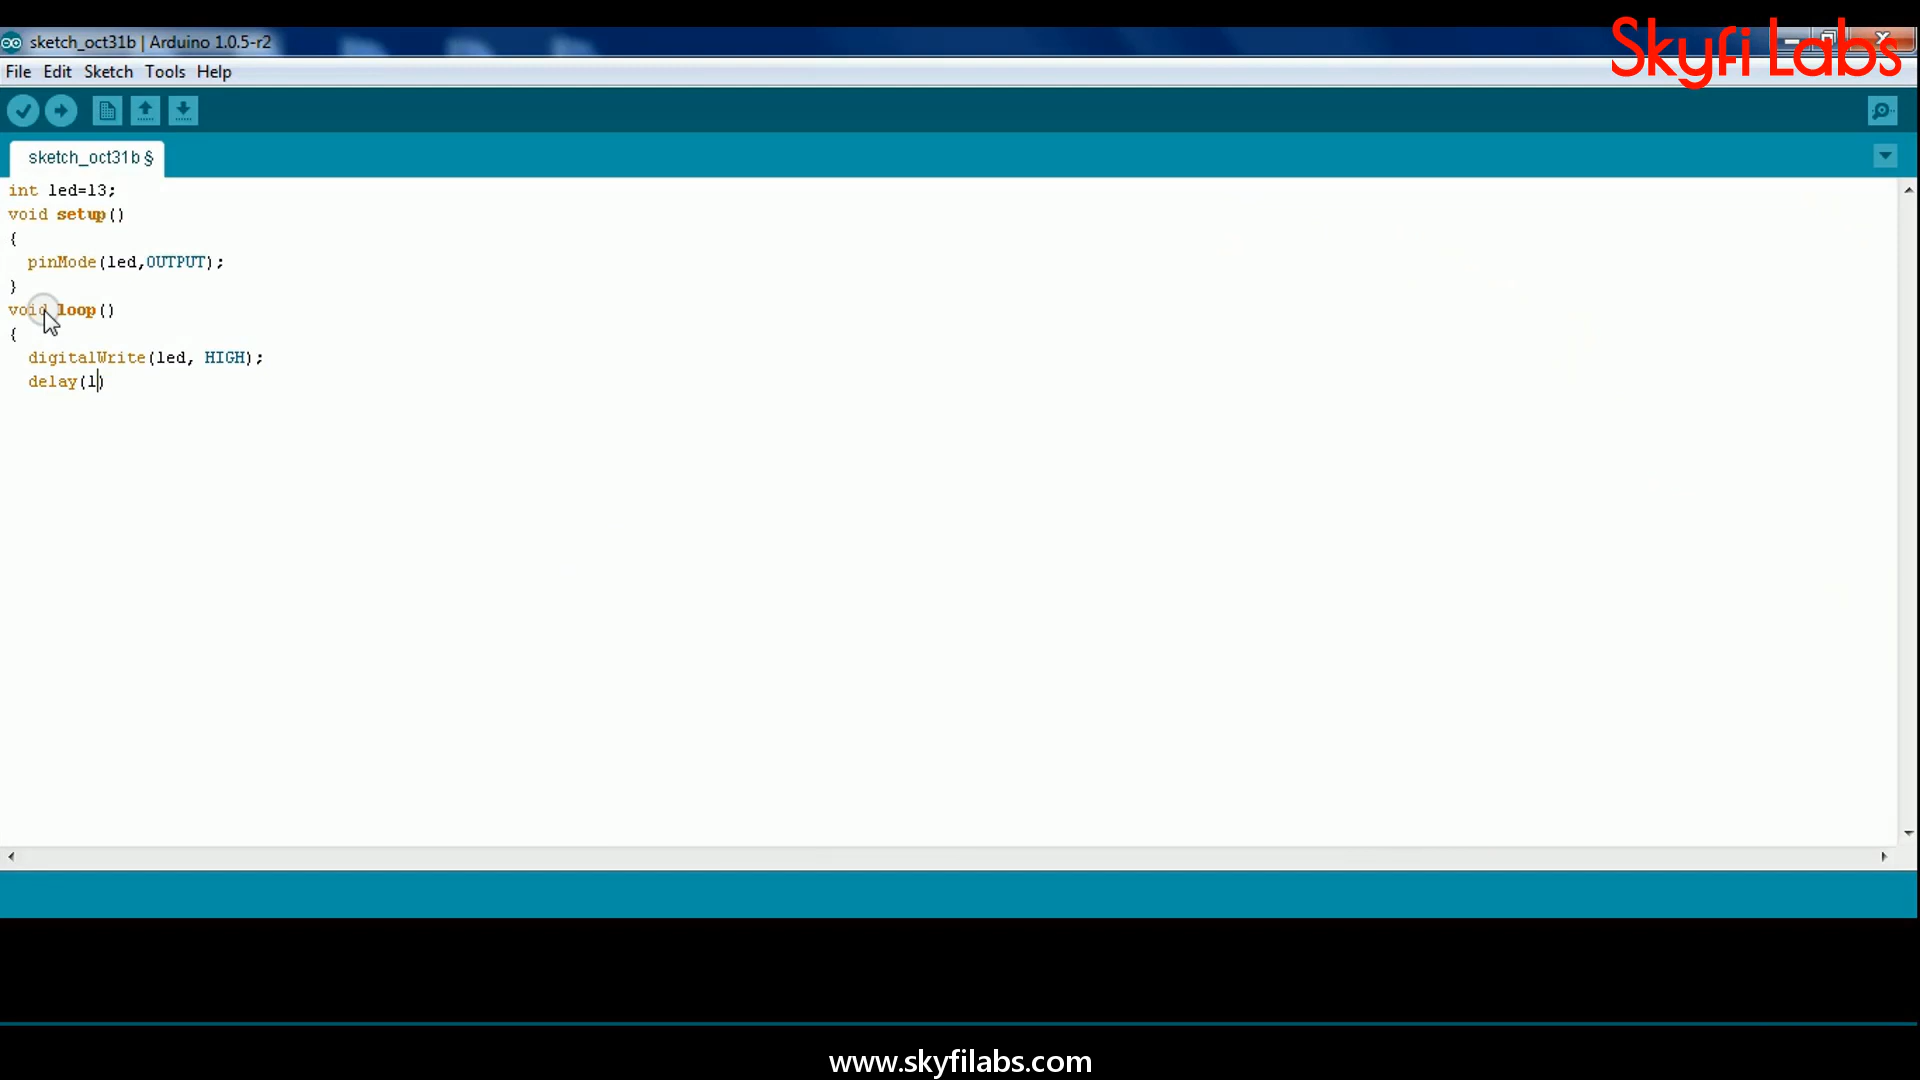 Skyfi Labs
sketch_oct31b | Arduino 1.0.5-r2
File Edit Sketch Tools Help
sketch_oct31b §
int led=13;
void setup()
{
  pinMode(led,OUTPUT);
}
void loop()
{
  digitalWrite(led, HIGH);
  delay(1)
www.skyfilabs.com